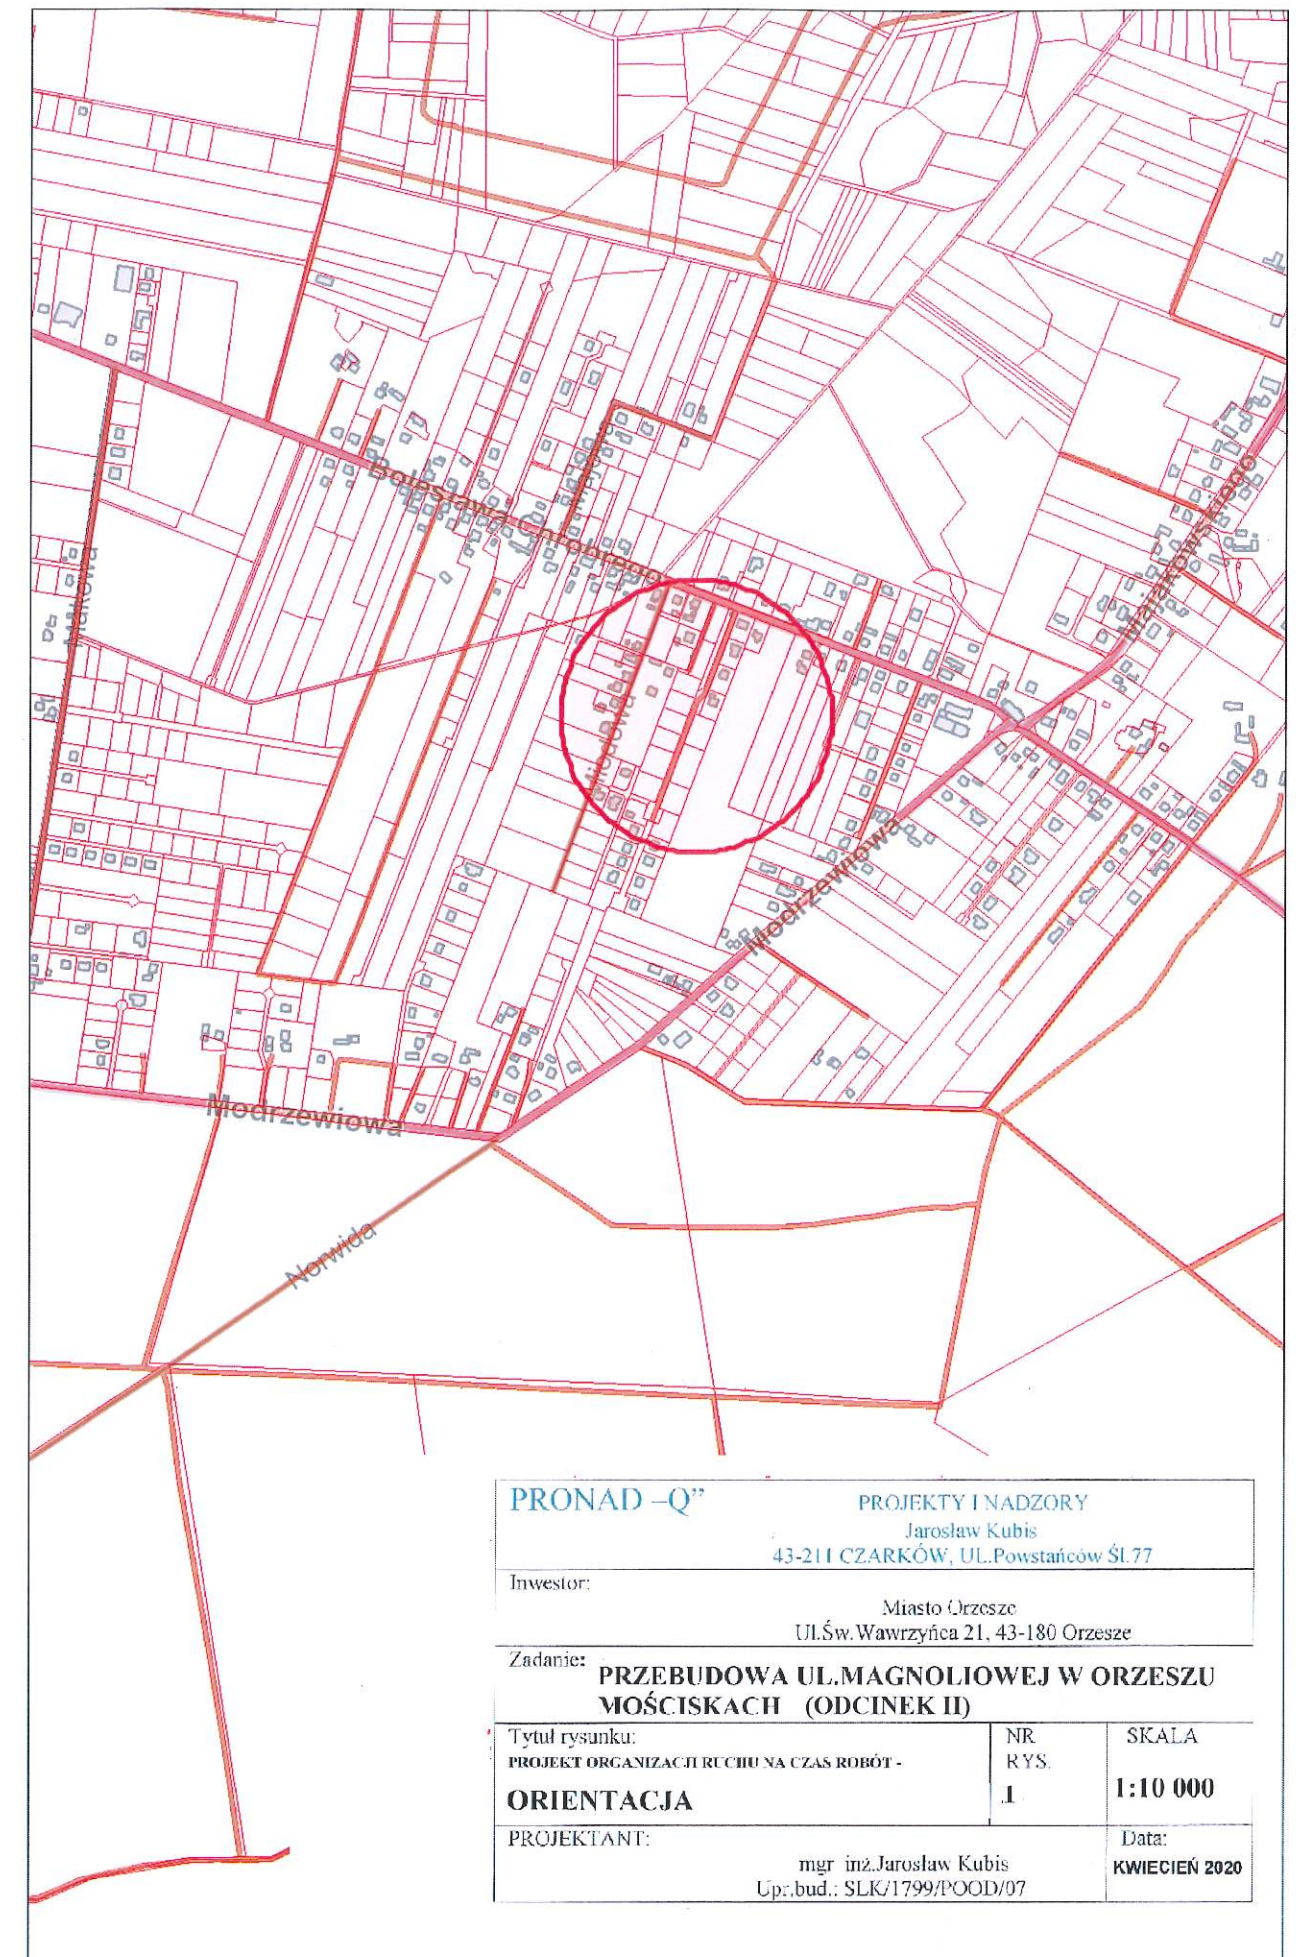 Bolesława Chrobrego
Majowa
Makowa
Majakowskiego
Miodowa
Modrzewiowa
Modrzewiowa
Norwida
PRONAD –Q”
PROJEKTY I NADZORY
Jarosław Kubis
43-211 CZARKÓW, UL.Powstańców Śl.77
Inwestor:
Miasto Orzesze
Ul.Św.Wawrzyńca 21, 43-180 Orzesze
Zadanie:
PRZEBUDOWA UL.MAGNOLIOWEJ W ORZESZU
MOŚCISKACH (ODCINEK II)
Tytuł rysunku:
PROJEKT ORGANIZACJI RUCHU NA CZAS ROBÓT -
ORIENTACJA
NR
RYS.
1
SKALA
1:10 000
PROJEKTANT:
mgr inż.Jarosław Kubis
Upr.bud.: SLK/1799/POOD/07
Data:
KWIECIEŃ 2020